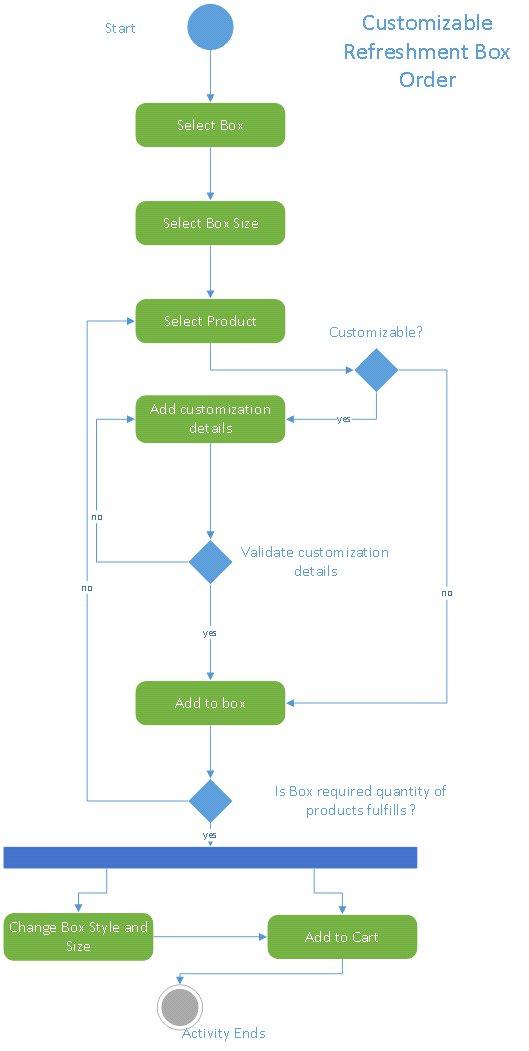 Start
Customizable
Refreshment Box
Order
Select Box
Select Box Size
Select Product
Customizable?
Add customization
details
yes
no
Validate customization
details
no
no
yes
Add to box
Is Box required quantity of
products fulfills ?
yes
Change Box Style and
Size
Add to Cart
Activity Ends